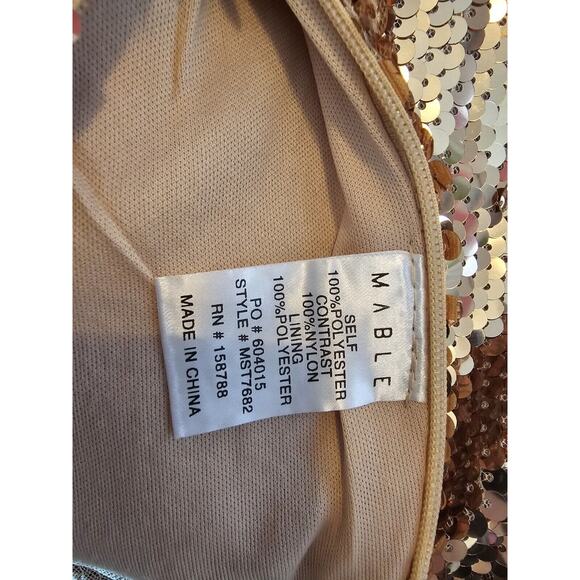 MABLE
SELF
100%POLYESTER
CONTRAST
100%NYLON
LINING
100%POLYESTER
PO # 604015
STYLE # MST7682
RN # 158788
MADE IN CHINA